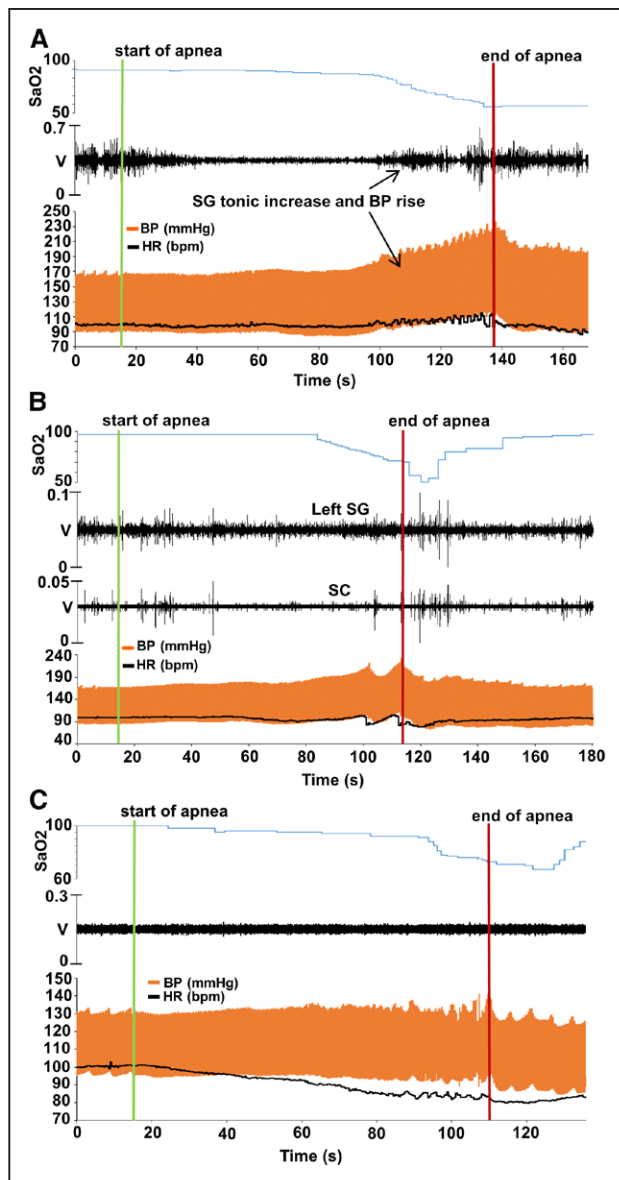 A
start of apnea
end of apnea
100
SaO2
50
0.7
V
0
SG tonic increase and BP rise
250
230
210
190
170
150
130
110
90
70
BP (mmHg)
HR (bpm)
0 20 40 60 80 100 120 140 160
Time (s)
B
start of apnea
end of apnea
100
SaO2
50
0.1
Left SG
V
0
0.05
SC
V
0
BP (mmHg)
HR (bpm)
240
190
140
90
40
0 20 40 60 80 100 120 140 160 180
Time (s)
C
start of apnea
end of apnea
100
SaO2
60
0.3
V
0
150
140
130
120
110
100
90
80
70
BP (mmHg)
HR (bpm)
0 20 40 60 80 100 120
Time (s)